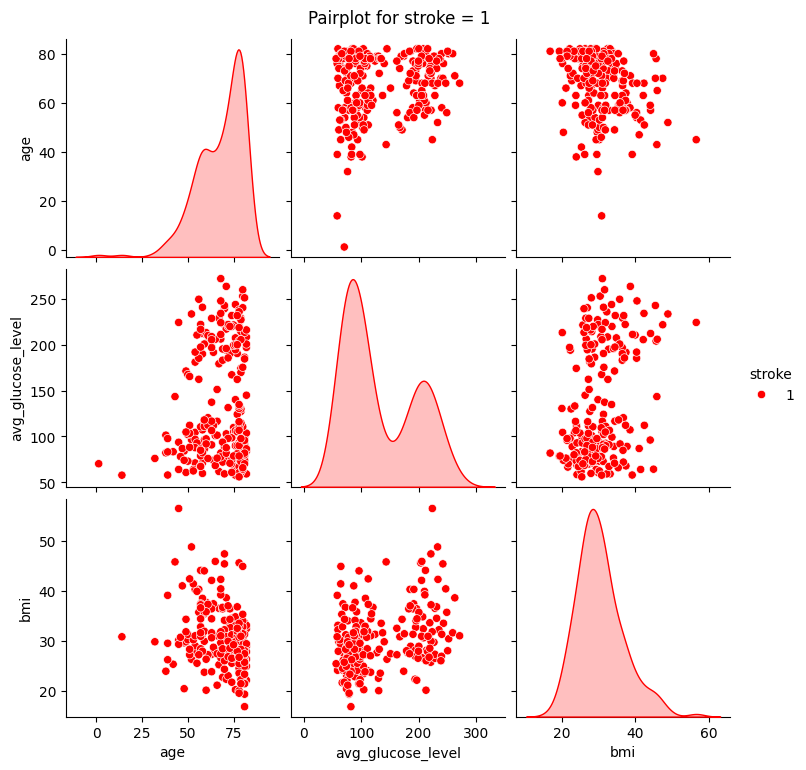 Pairplot for stroke = 1
age
80
60
40
20
0
avg_glucose_level
250
200
150
100
50
stroke
1
bmi
50
40
30
20
0 25 50 75
age
0 100 200 300
avg_glucose_level
20 40 60
bmi